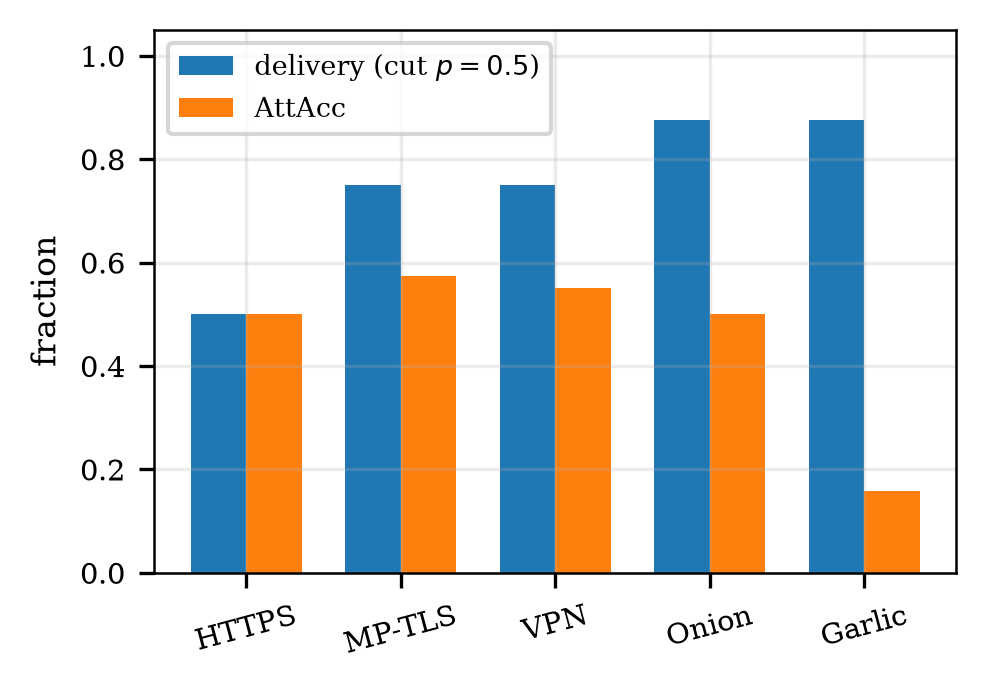 1.0
0.8
0.6
0.4
0.2
0.0
fraction
delivery (cut p = 0.5)
AttAcc
HTTPS
MP-TLS
VPN
Onion
Garlic